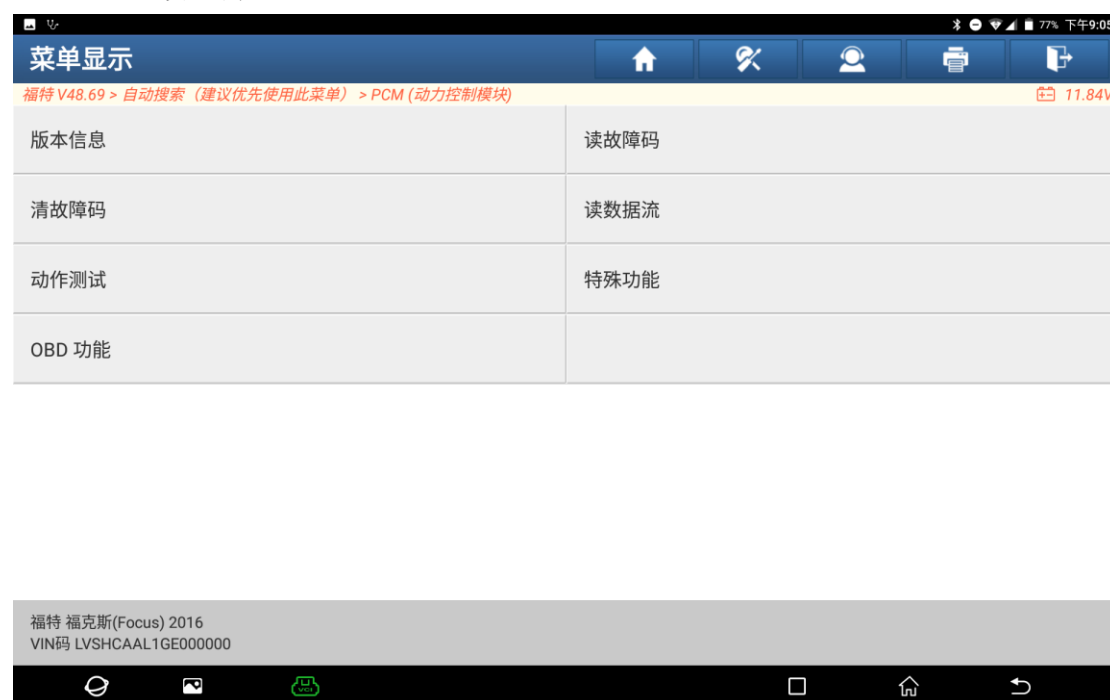 77% 下午9:05
菜单显示
福特 V48.69 > 自动搜索（建议优先使用此菜单） > PCM (动力控制模块)
11.84V
版本信息
读故障码
清故障码
读数据流
动作测试
特殊功能
OBD 功能
福特 福克斯(Focus) 2016
VIN码 LVSHCAAL1GE000000
VCI